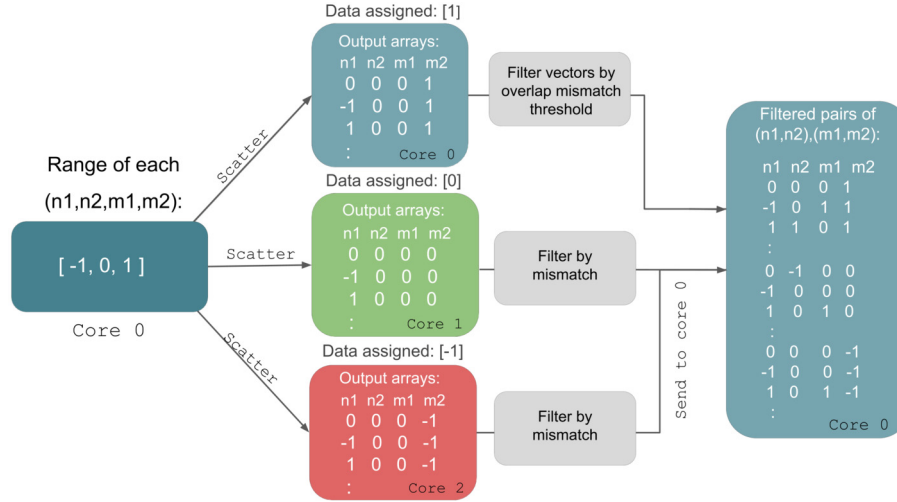 Range of each
(n1,n2,m1,m2):
[ -1, 0, 1 ]
Core 0
Scatter
Scatter
Scatter
Data assigned: [1]
Output arrays:
n1 n2 m1 m2
0 0 0 1
-1 0 0 1
1 0 0 1
:
Core 0
Data assigned: [0]
Output arrays:
n1 n2 m1 m2
0 0 0 0
-1 0 0 0
1 0 0 0
:
Core 1
Data assigned: [-1]
Output arrays:
n1 n2 m1 m2
0 0 0 -1
-1 0 0 -1
1 0 0 -1
:
Core 2
Filter vectors by
overlap mismatch
threshold
Filter by
mismatch
Filter by
mismatch
Send to core 0
Filtered pairs of
(n1,n2),(m1,m2):
n1 n2 m1 m2
0 0 0 1
-1 0 1 1
1 1 0 1
:
0 -1 0 0
-1 0 0 0
1 0 1 0
:
0 0 0 -1
-1 0 0 -1
1 0 1 -1
:
Core 0